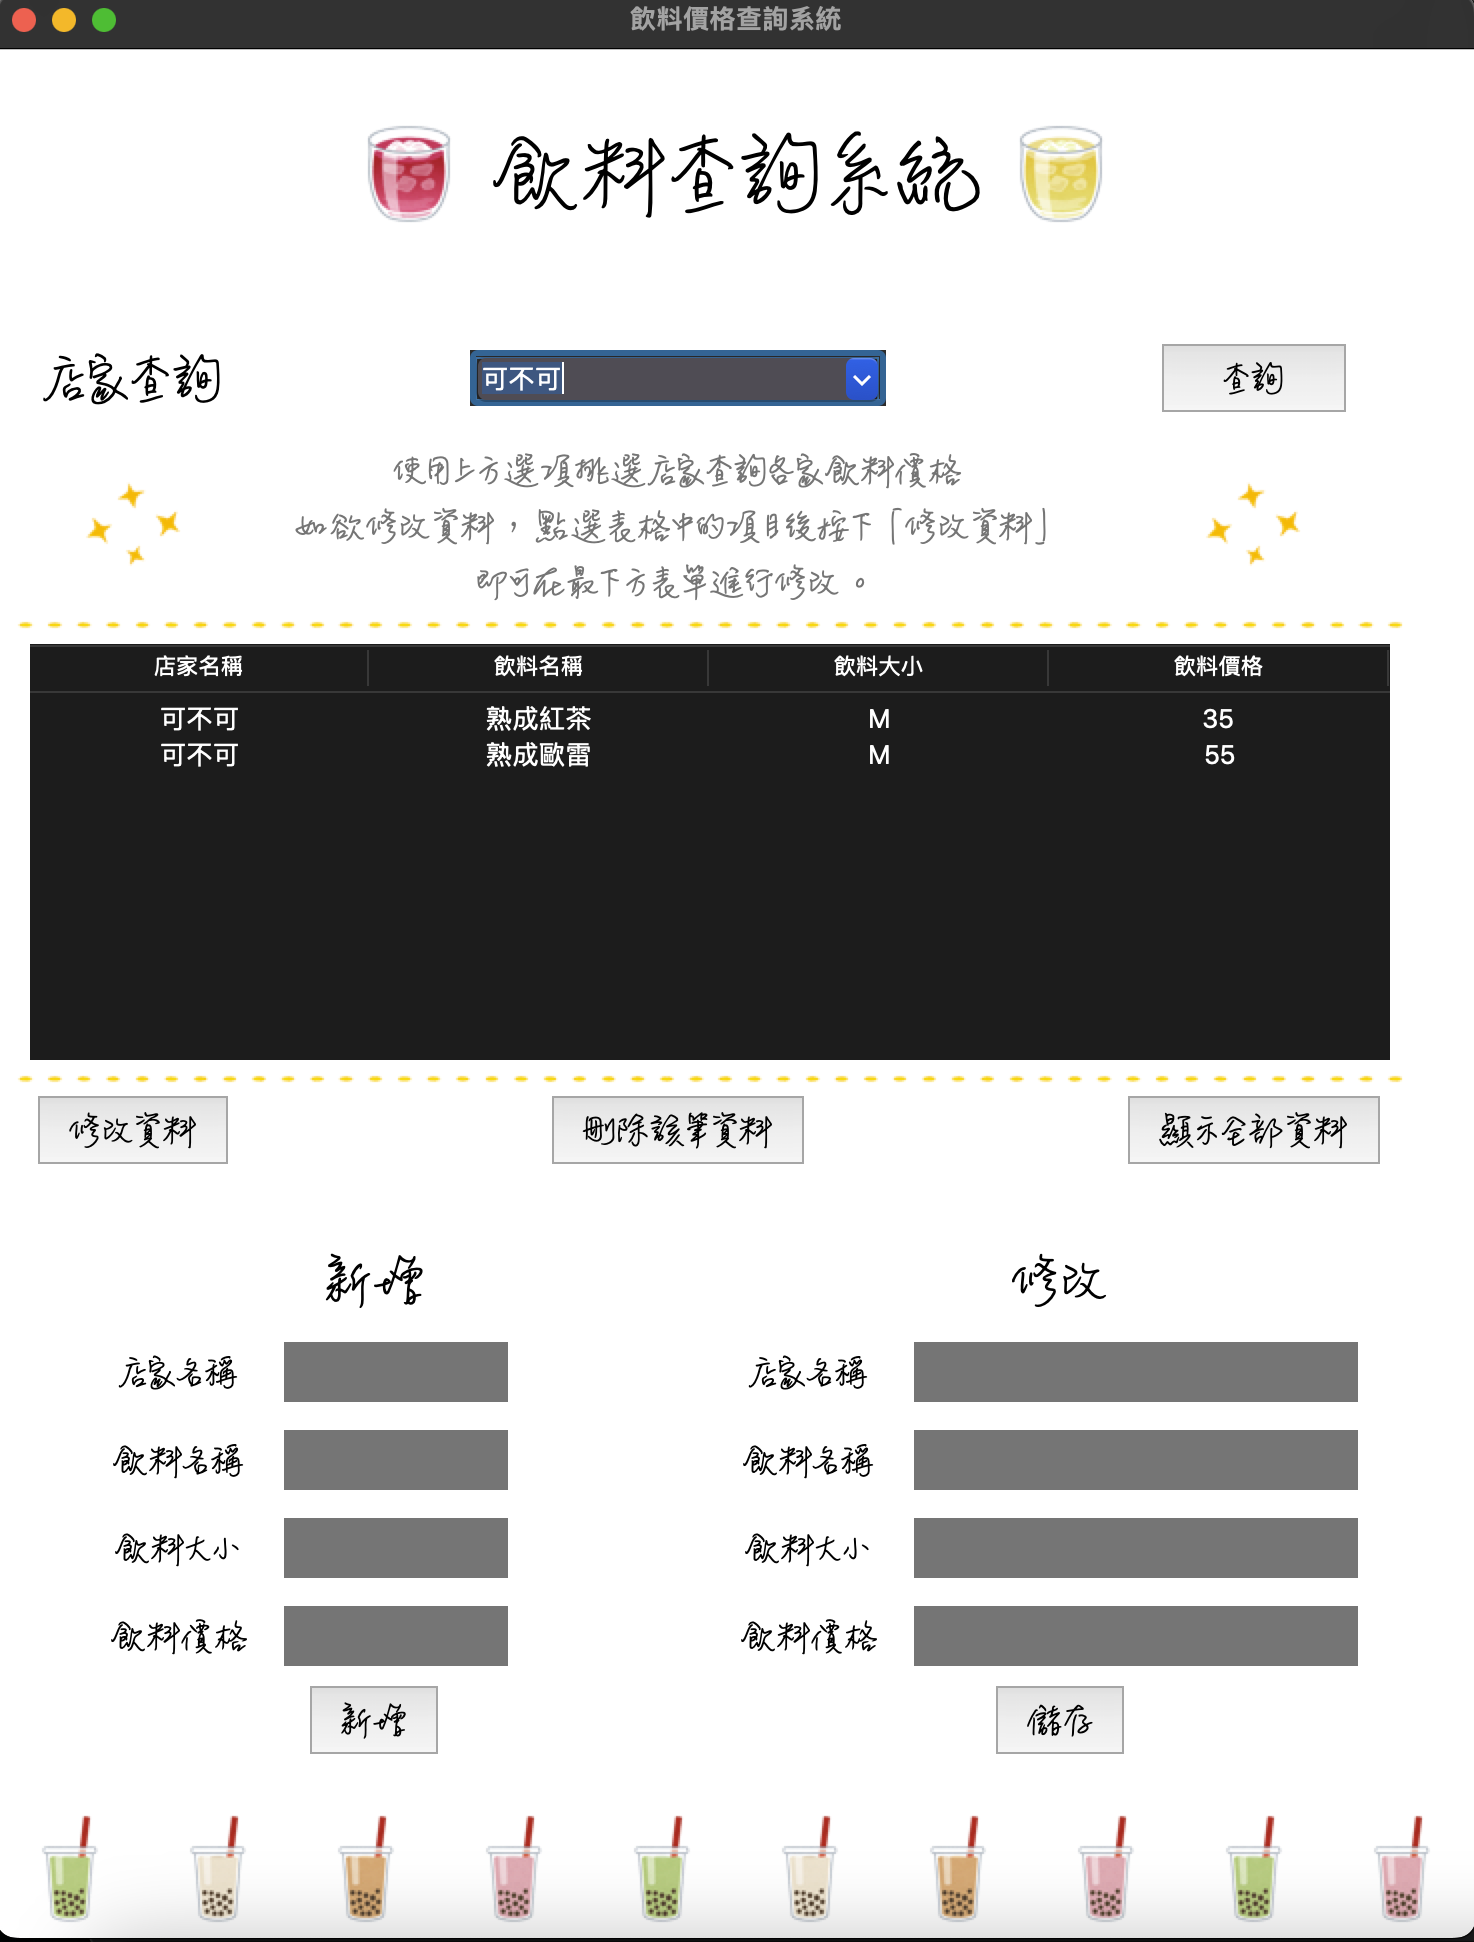 飲料價格查詢系統
飲料查詢系統
店家查詢 可不可 查詢
使用上方選項挑選店家查詢各家飲料價格
如欲修改資料，點選表格中的項目後按下「修改資料」
即可在最下方表單進行修改。
店家名稱 飲料名稱 飲料大小 飲料價格
可不可 熟成紅茶 M 35
可不可 熟成歐雷 M 55
修改資料 刪除該筆資料 顯示全部資料
新增 修改
店家名稱 店家名稱
飲料名稱 飲料名稱
飲料大小 飲料大小
飲料價格 飲料價格
新增 儲存